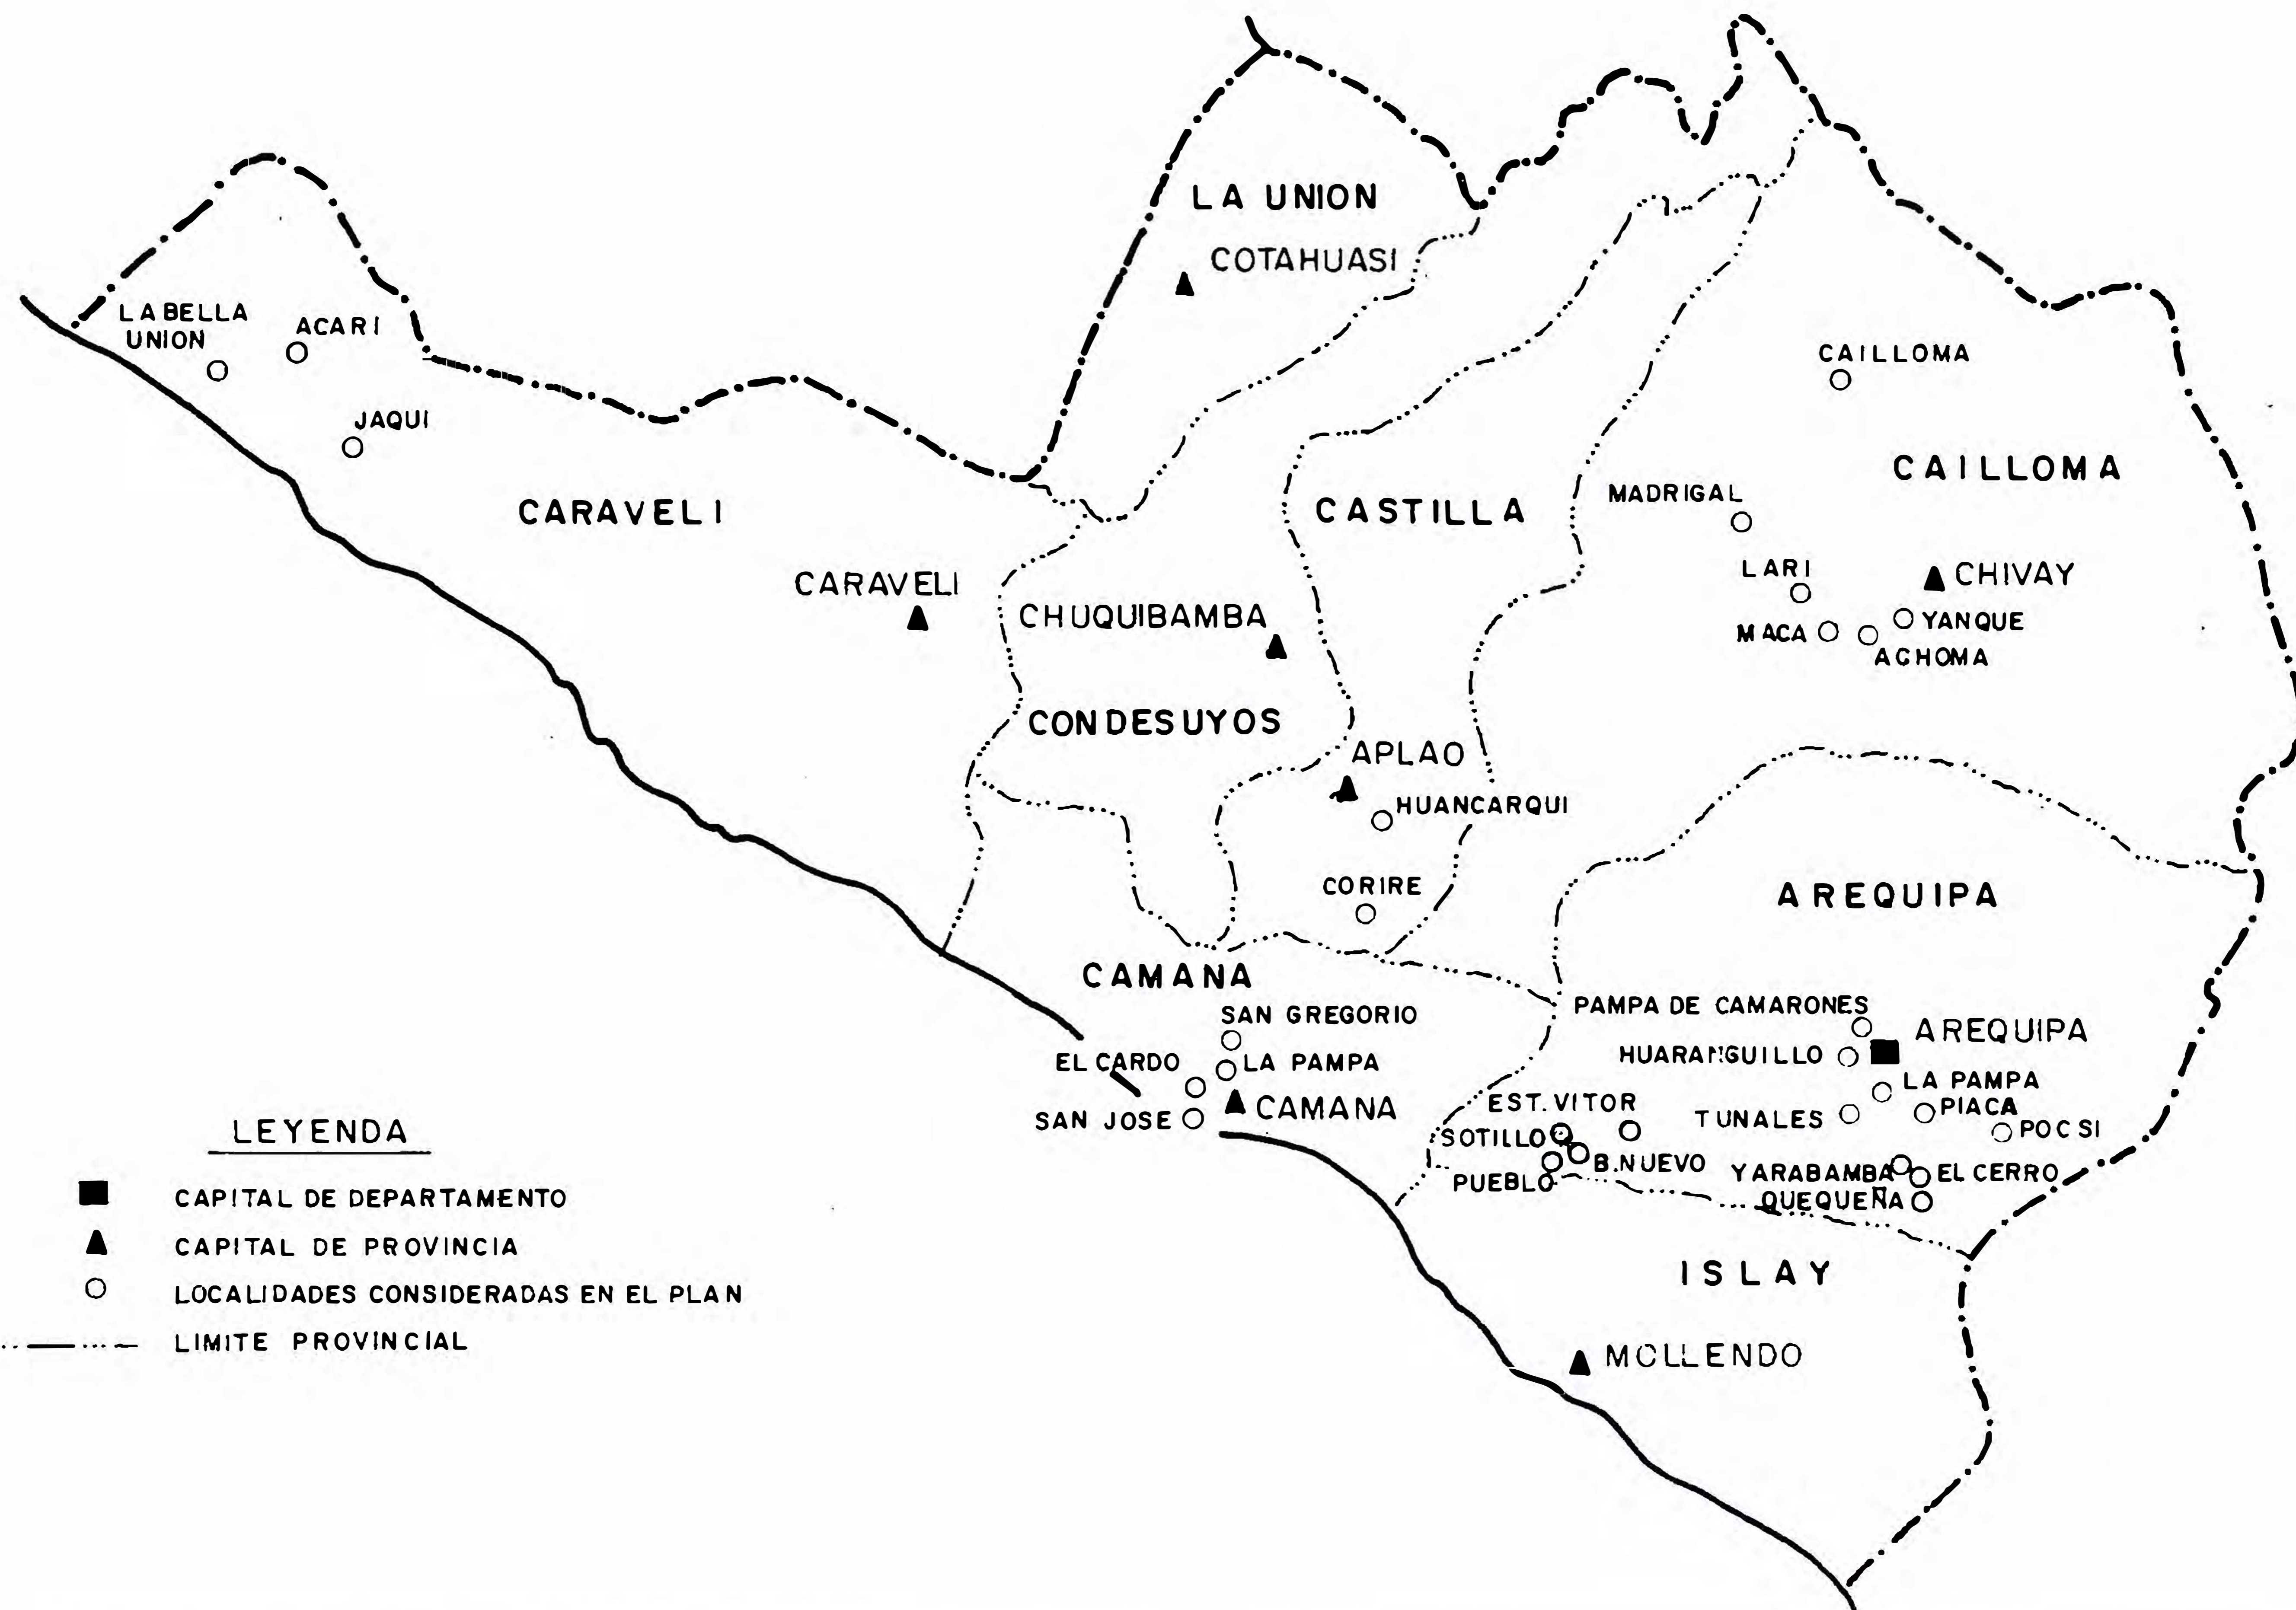 LA UNION
COTAHUASI
LA BELLA
UNION
ACARI
JAQUI
CARAVELI
CARAVELI
CHUQUIBAMBA
CONDESUYOS
CASTILLA
APLAO
HUANCARQUI
CORIRE
CAILLOMA
CAILLOMA
MADRIGAL
LARI
CHIVAY
MACA
YANQUE
ACHOMA
AREQUIPA
CAMANA
SAN GREGORIO
EL CARDO
LA PAMPA
CAMANA
SAN JOSE
PAMPA DE CAMARONES
AREQUIPA
HUARANGUILLO
LA PAMPA
EST. VITOR
TUNALES
PIACA
POCSI
SOTILLO
B. NUEVO
PUEBLO
YARABAMBA
EL CERRO
QUEQUEÑA
ISLAY
MOLLENDO
LEYENDA
CAPITAL DE DEPARTAMENTO
CAPITAL DE PROVINCIA
LOCALIDADES CONSIDERADAS EN EL PLAN
LIMITE PROVINCIAL